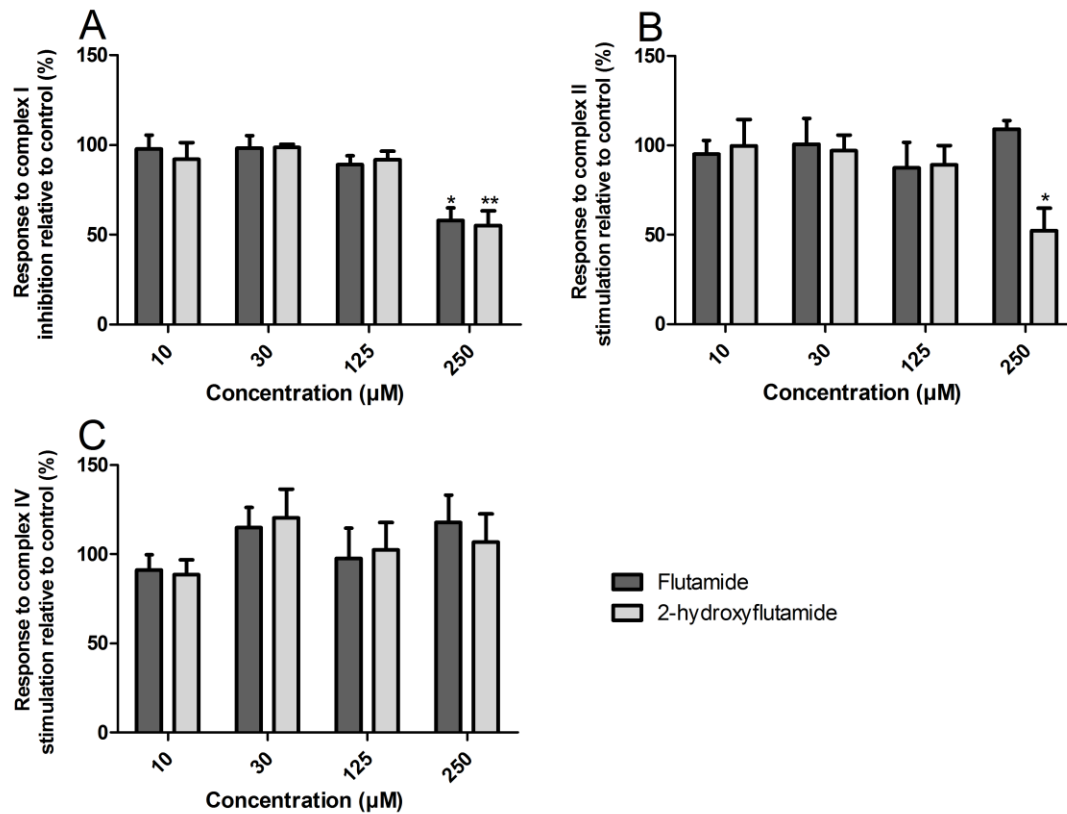 A
Response to complex I
inhibition relative to control (%)
150
100
50
0
* **
10 30 125 250
Concentration (µM)
B
Response to complex II
stimulation relative to control (%)
150
100
50
0
*
10 30 125 250
Concentration (µM)
C
Response to complex IV
stimulation relative to control (%)
150
100
50
0
10 30 125 250
Concentration (µM)
Flutamide
2-hydroxyflutamide